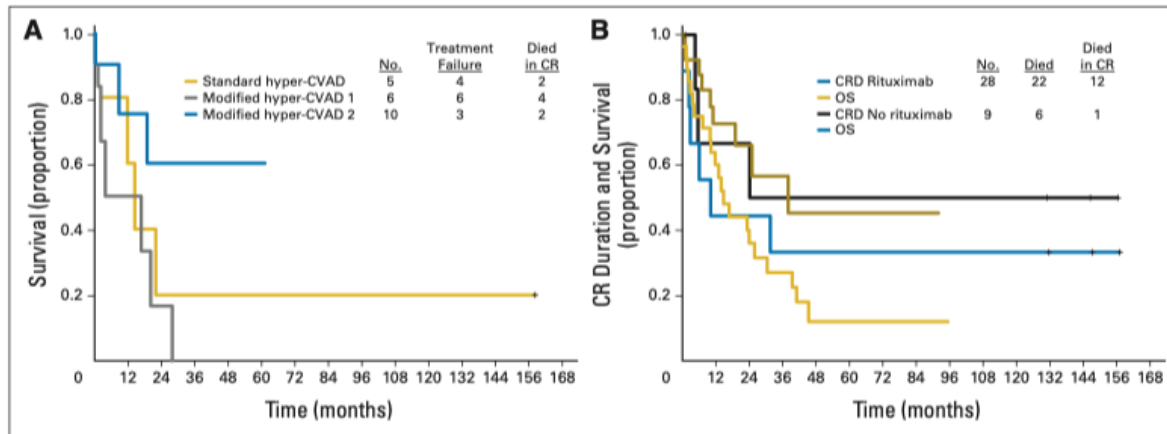 A
Survival (proportion)
1.0
0.8
0.6
0.4
0.2
No. Treatment Failure Died in CR
Standard hyper-CVAD 5 4 2
Modified hyper-CVAD 1 6 6 4
Modified hyper-CVAD 2 10 3 2
0 12 24 36 48 60 72 84 96 108 120 132 144 156 168
Time (months)
B
CR Duration and Survival
(proportion)
1.0
0.8
0.6
0.4
0.2
No. Died Died in CR
CRD Rituximab 28 22 12
OS
CRD No rituximab 9 6 1
OS
0 12 24 36 48 60 72 84 96 108 120 132 144 156 168
Time (months)